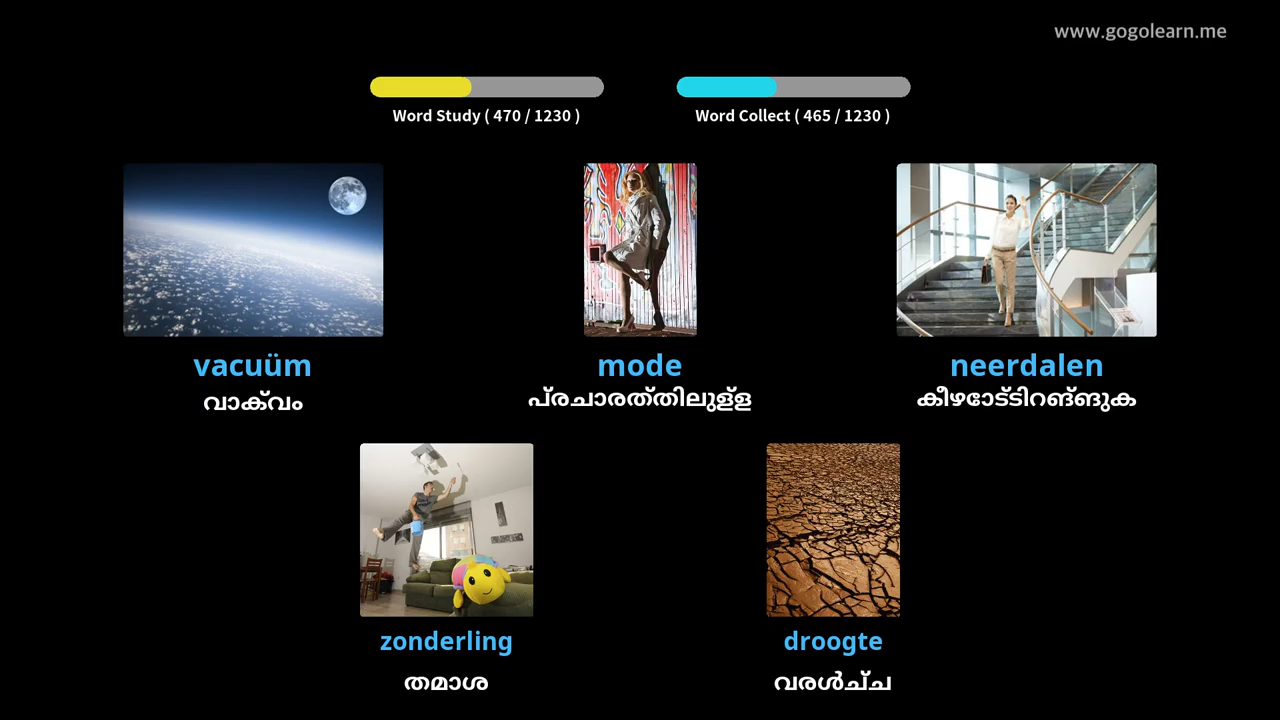 www.gogolearn.me
Word Study ( 470 / 1230 )
Word Collect ( 465 / 1230 )
vacuüm
വാക്വം
mode
പ്രചാരത്തിലുള്ള
neerdalen
കീഴോട്ടിറങ്ങുക
zonderling
തമാശ
droogte
വരൾച്ച